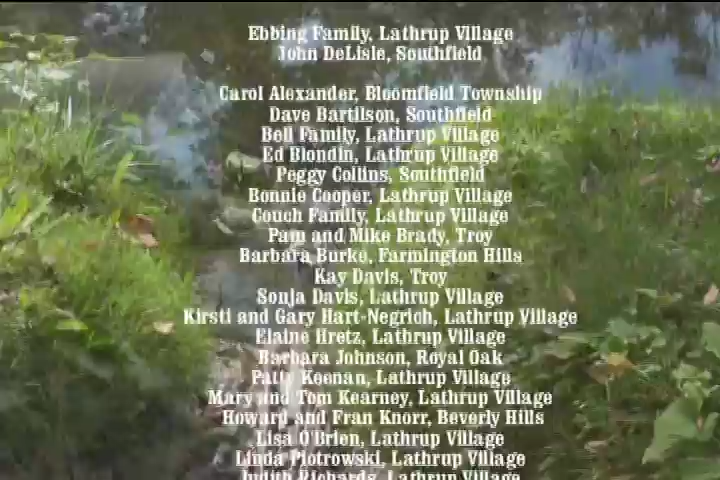 Ebbing Family, Lathrup Village
John DeLisle, Southfield
Carol Alexander, Bloomfield Township
Dave Bartilson, Southfield
Bell Family, Lathrup Village
Ed Blondin, Lathrup Village
Peggy Collins, Southfield
Bonnie Cooper, Lathrup Village
Couch Family, Lathrup Village
Pam and Mike Brady, Troy
Barbara Burke, Farmington Hills
Kay Davis, Troy
Sonja Davis, Lathrup Village
Kirsti and Gary Hart-Negrich, Lathrup Village
Elaine Hretz, Lathrup Village
Barbara Johnson, Royal Oak
Patty Keenan, Lathrup Village
Mary and Tom Kearney, Lathrup Village
Howard and Fran Knorr, Beverly Hills
Lisa O'Brien, Lathrup Village
Linda Piotrowski, Lathrup Village
Judith Richards, Lathrup Village